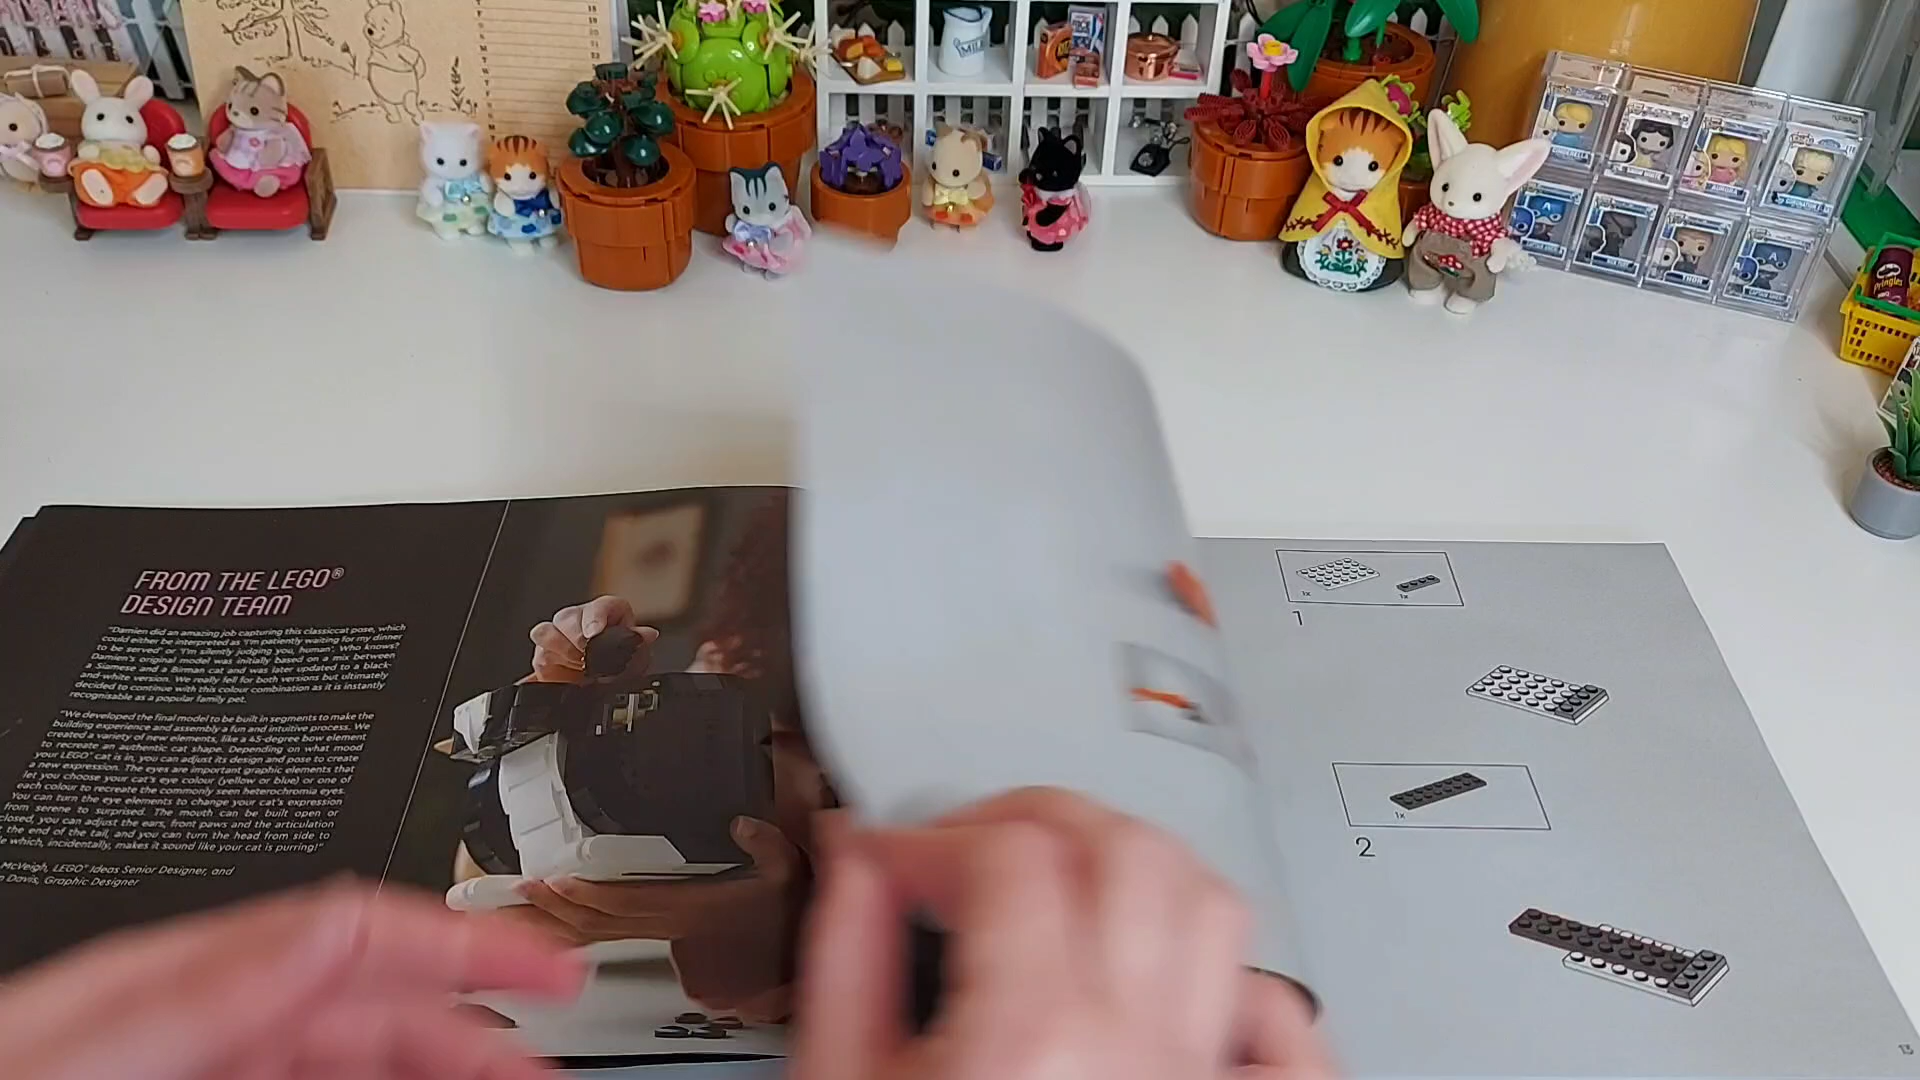 MILK
CINDERELLA
SNOW WHITE
AURORA
Pringles
FROM THE LEGO®
DESIGN TEAM
"Damien did an amazing job capturing this classiccat pose, which
could either be interpreted as 'I'm patiently waiting for my dinner
to be served' or 'I'm silently judging you, human'. Who knows?
Damien's original model was initially based on a mix between
a Siamese and a Birman cat and was later updated to a black-
and-white version. We really fell for both versions but ultimately
decided to continue with this colour combination as it is instantly
recognisable as a popular family pet.
"We developed the final model to be built in segments to make the
building experience and assembly a fun and intuitive process. We
created a variety of new elements, like a 45-degree bow element
to recreate an authentic cat shape. Depending on what mood
your LEGO® cat is in, you can adjust its design and pose to create
a new expression. The eyes are important graphic elements that
let you choose your cat's eye colour (yellow or blue) or one of
each colour to recreate the commonly seen heterochromia eyes.
You can turn the eye elements to change your cat's expression
from serene to surprised. The mouth can be built open or
closed, you can adjust the ears, front paws and the articulation
the end of the tail, and you can turn the head from side to
which, incidentally, makes it sound like your cat is purring!"
McVeigh, LEGO® Ideas Senior Designer, and
Davis, Graphic Designer
1x
1x
1
1x
2
13